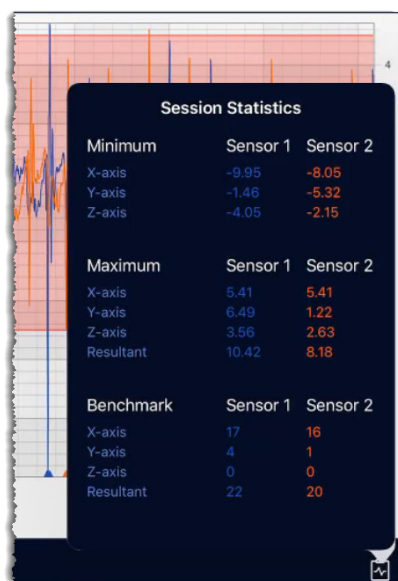 4
Session Statistics
Minimum Sensor 1 Sensor 2
X-axis -9.95 -8.05
Y-axis -1.46 -5.32
Z-axis -4.05 -2.15
Maximum Sensor 1 Sensor 2
X-axis 5.41 5.41
Y-axis 6.49 1.22
Z-axis 3.56 2.63
Resultant 10.42 8.18
Benchmark Sensor 1 Sensor 2
X-axis 17 16
Y-axis 4 1
Z-axis 0 0
Resultant 22 20